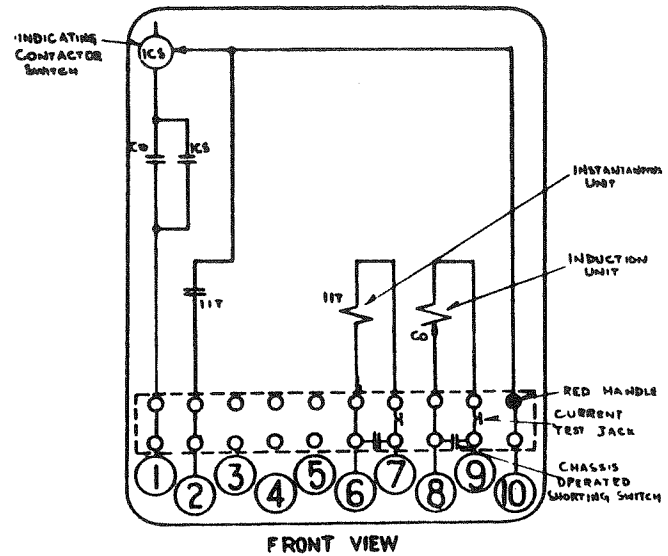 INDICATING
CONTACTOR
SWITCH
ICS
CO
ICS
INSTANTANEOUS
UNIT
INDUCTION
UNIT
IIT
IIT
CO
RED HANDLE
CURRENT
TEST JACK
CHASSIS
OPERATED
SHORTING SWITCH
1 2 3 4 5 6 7 8 9 10
FRONT VIEW